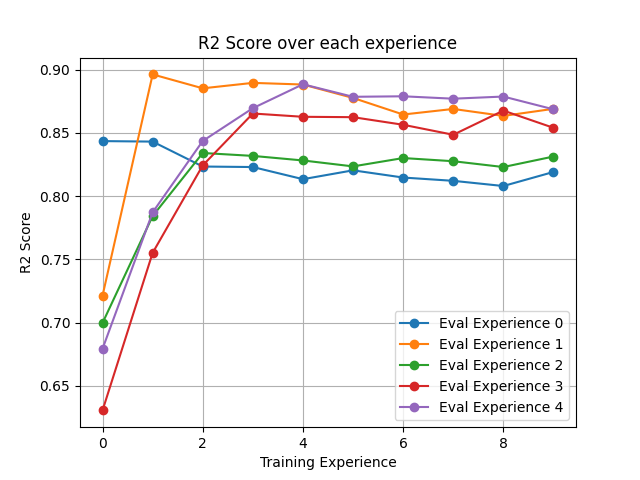 R2 Score over each experience
0.90
0.85
0.80
0.75
0.70
0.65
R2 Score
0 2 4 6 8
Training Experience
Eval Experience 0
Eval Experience 1
Eval Experience 2
Eval Experience 3
Eval Experience 4